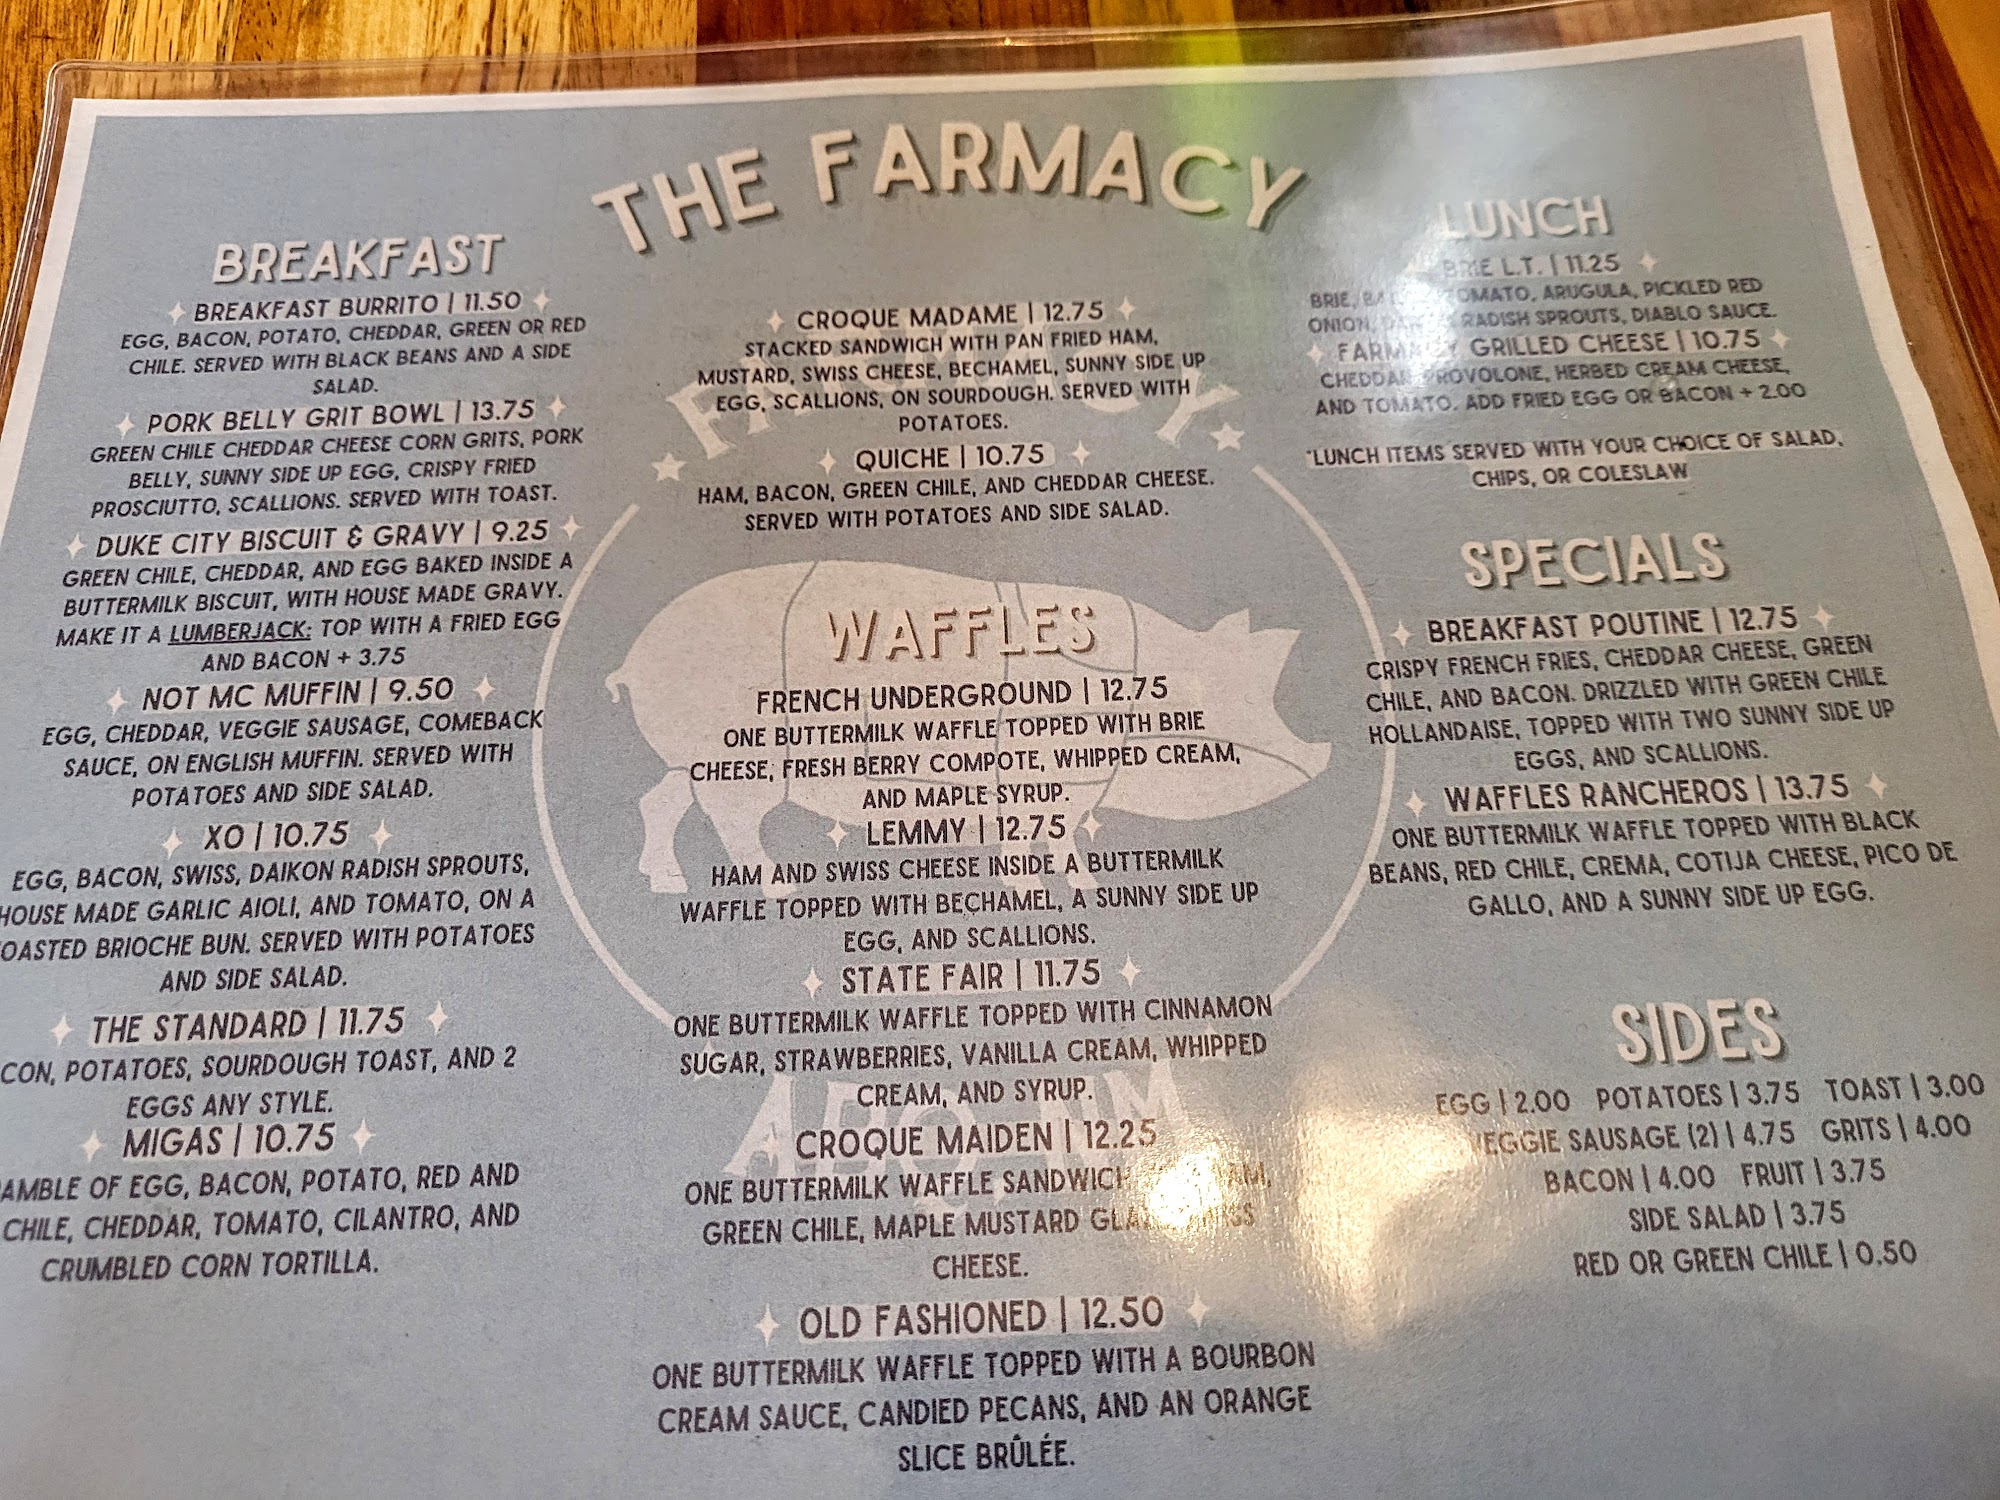 THE FARMACY
BREAKFAST
BREAKFAST BURRITO | 11.50
EGG, BACON, POTATO, CHEDDAR, GREEN OR RED
CHILE. SERVED WITH BLACK BEANS AND A SIDE
SALAD.
PORK BELLY GRIT BOWL | 13.75
GREEN CHILE CHEDDAR CHEESE CORN GRITS, PORK
BELLY, SUNNY SIDE UP EGG, CRISPY FRIED
PROSCIUTTO, SCALLIONS. SERVED WITH TOAST.
DUKE CITY BISCUIT & GRAVY | 9.25
GREEN CHILE, CHEDDAR, AND EGG BAKED INSIDE A
BUTTERMILK BISCUIT, WITH HOUSE MADE GRAVY.
MAKE IT A LUMBERJACK: TOP WITH A FRIED EGG
AND BACON + 3.75
NOT MC MUFFIN | 9.50
EGG, CHEDDAR, VEGGIE SAUSAGE, COMEBACK
SAUCE, ON ENGLISH MUFFIN. SERVED WITH
POTATOES AND SIDE SALAD.
XO | 10.75
EGG, BACON, SWISS, DAIKON RADISH SPROUTS,
HOUSE MADE GARLIC AIOLI, AND TOMATO, ON A
OASTED BRIOCHE BUN. SERVED WITH POTATOES
AND SIDE SALAD.
THE STANDARD | 11.75
CON, POTATOES, SOURDOUGH TOAST, AND 2
EGGS ANY STYLE.
MIGAS | 10.75
AMBLE OF EGG, BACON, POTATO, RED AND
CHILE, CHEDDAR, TOMATO, CILANTRO, AND
CRUMBLED CORN TORTILLA.
CROQUE MADAME | 12.75
STACKED SANDWICH WITH PAN FRIED HAM,
MUSTARD, SWISS CHEESE, BECHAMEL, SUNNY SIDE UP
EGG, SCALLIONS, ON SOURDOUGH. SERVED WITH
POTATOES.
QUICHE | 10.75
HAM, BACON, GREEN CHILE, AND CHEDDAR CHEESE.
SERVED WITH POTATOES AND SIDE SALAD.
WAFFLES
FRENCH UNDERGROUND | 12.75
ONE BUTTERMILK WAFFLE TOPPED WITH BRIE
CHEESE, FRESH BERRY COMPOTE, WHIPPED CREAM,
AND MAPLE SYRUP.
LEMMY | 12.75
HAM AND SWISS CHEESE INSIDE A BUTTERMILK
WAFFLE TOPPED WITH BECHAMEL, A SUNNY SIDE UP
EGG, AND SCALLIONS.
STATE FAIR | 11.75
ONE BUTTERMILK WAFFLE TOPPED WITH CINNAMON
SUGAR, STRAWBERRIES, VANILLA CREAM, WHIPPED
CREAM, AND SYRUP.
CROQUE MAIDEN | 12.25
ONE BUTTERMILK WAFFLE SANDWICH
GREEN CHILE, MAPLE MUSTARD
CHEESE.
OLD FASHIONED | 12.50
ONE BUTTERMILK WAFFLE TOPPED WITH A BOURBON
CREAM SAUCE, CANDIED PECANS, AND AN ORANGE
SLICE BRÛLÉE.
LUNCH
BRIE L.T. | 11.25
BRIE, TOMATO, ARUGULA, PICKLED RED
ONION, RADISH SPROUTS, DIABLO SAUCE.
FARMACY GRILLED CHEESE | 10.75
CHEDDAR, PROVOLONE, HERBED CREAM CHEESE,
AND TOMATO. ADD FRIED EGG OR BACON + 2.00
*LUNCH ITEMS SERVED WITH YOUR CHOICE OF SALAD,
CHIPS, OR COLESLAW
SPECIALS
BREAKFAST POUTINE | 12.75
CRISPY FRENCH FRIES, CHEDDAR CHEESE, GREEN
CHILE, AND BACON. DRIZZLED WITH GREEN CHILE
HOLLANDAISE, TOPPED WITH TWO SUNNY SIDE UP
EGGS, AND SCALLIONS.
WAFFLES RANCHEROS | 13.75
ONE BUTTERMILK WAFFLE TOPPED WITH BLACK
BEANS, RED CHILE, CREMA, COTIJA CHEESE, PICO DE
GALLO, AND A SUNNY SIDE UP EGG.
SIDES
EGG | 2.00 POTATOES | 3.75 TOAST | 3.00
VEGGIE SAUSAGE (2) | 4.75 GRITS | 4.00
BACON | 4.00 FRUIT | 3.75
SIDE SALAD | 3.75
RED OR GREEN CHILE | 0.50